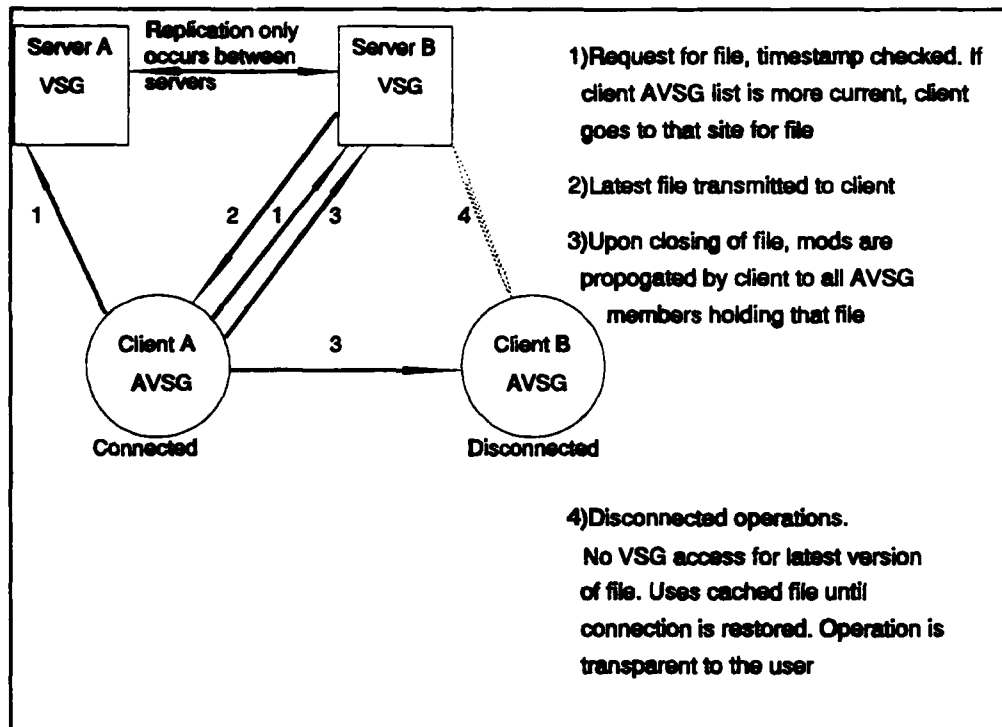 Server A
VSG
Replication only
occurs between
servers
Server B
VSG
1)Request for file, timestamp checked. If
client AVSG list is more current, client
goes to that site for file
2)Latest file transmitted to client
3)Upon closing of file, mods are
propogated by client to all AVSG
members holding that file
1
2
1
3
4
Client A
AVSG
Connected
3
Client B
AVSG
Disconnected
4)Disconnected operations.
No VSG access for latest version
of file. Uses cached file until
connection is restored. Operation is
transparent to the user